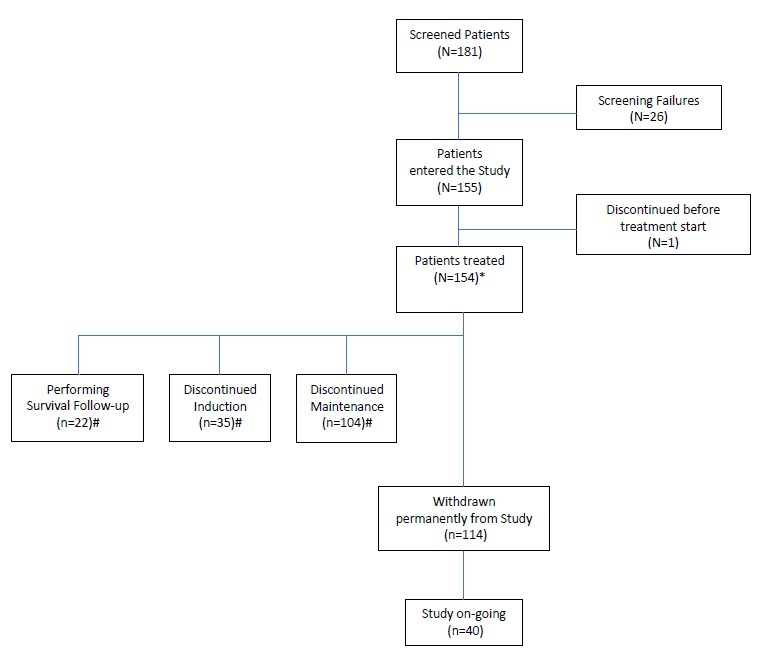 Screened Patients
(N=181)
Screening Failures
(N=26)
Patients
entered the Study
(N=155)
Discontinued before
treatment start
(N=1)
Patients treated
(N=154)*
Performing
Survival Follow-up
(n=22)#
Discontinued
Induction
(n=35)#
Discontinued
Maintenance
(n=104)#
Withdrawn
permanently from Study
(n=114)
Study on-going
(n=40)